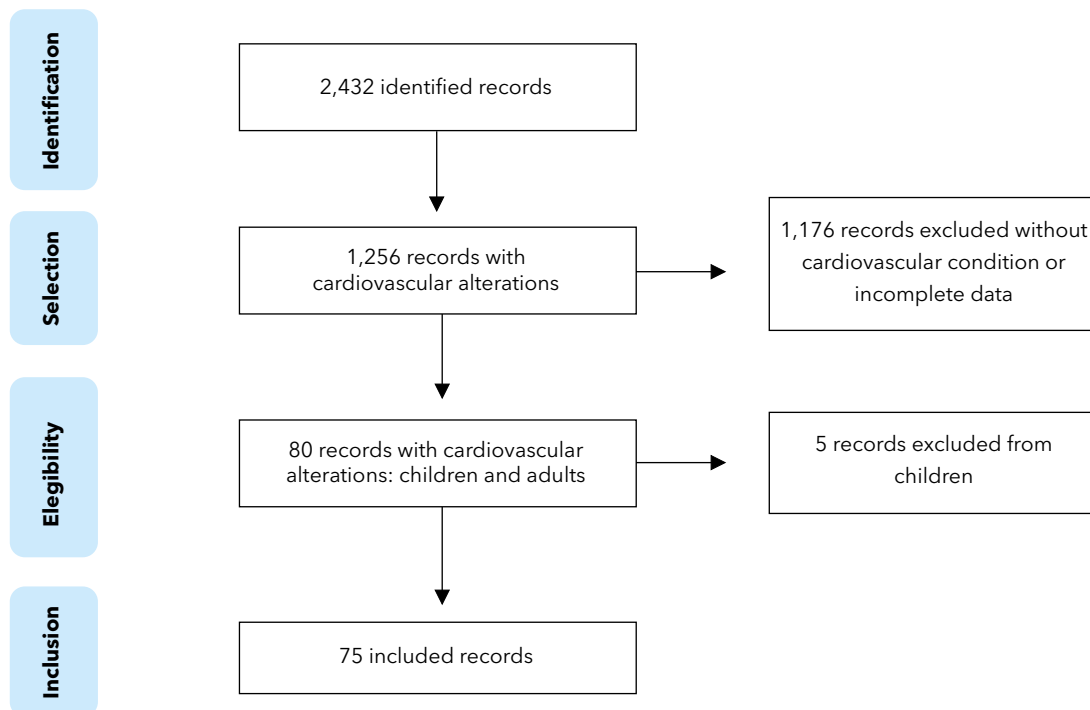 Identification
2,432 identified records
Selection
1,256 records with
cardiovascular alterations
1,176 records excluded without
cardiovascular condition or
incomplete data
Elegibility
80 records with cardiovascular
alterations: children and adults
5 records excluded from
children
Inclusion
75 included records